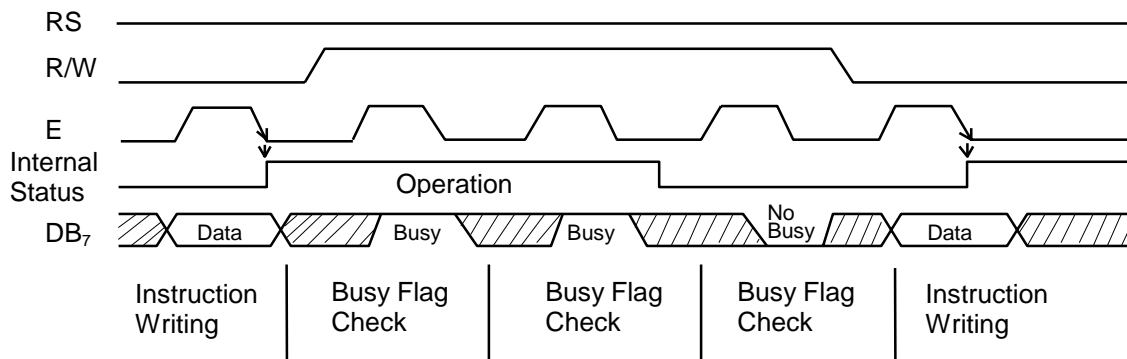 RS
R/W
E
Internal
Status
Operation
DB₇
Data
Busy
Busy
No
Busy
Data
Instruction
Writing
Busy Flag
Check
Busy Flag
Check
Busy Flag
Check
Instruction
Writing